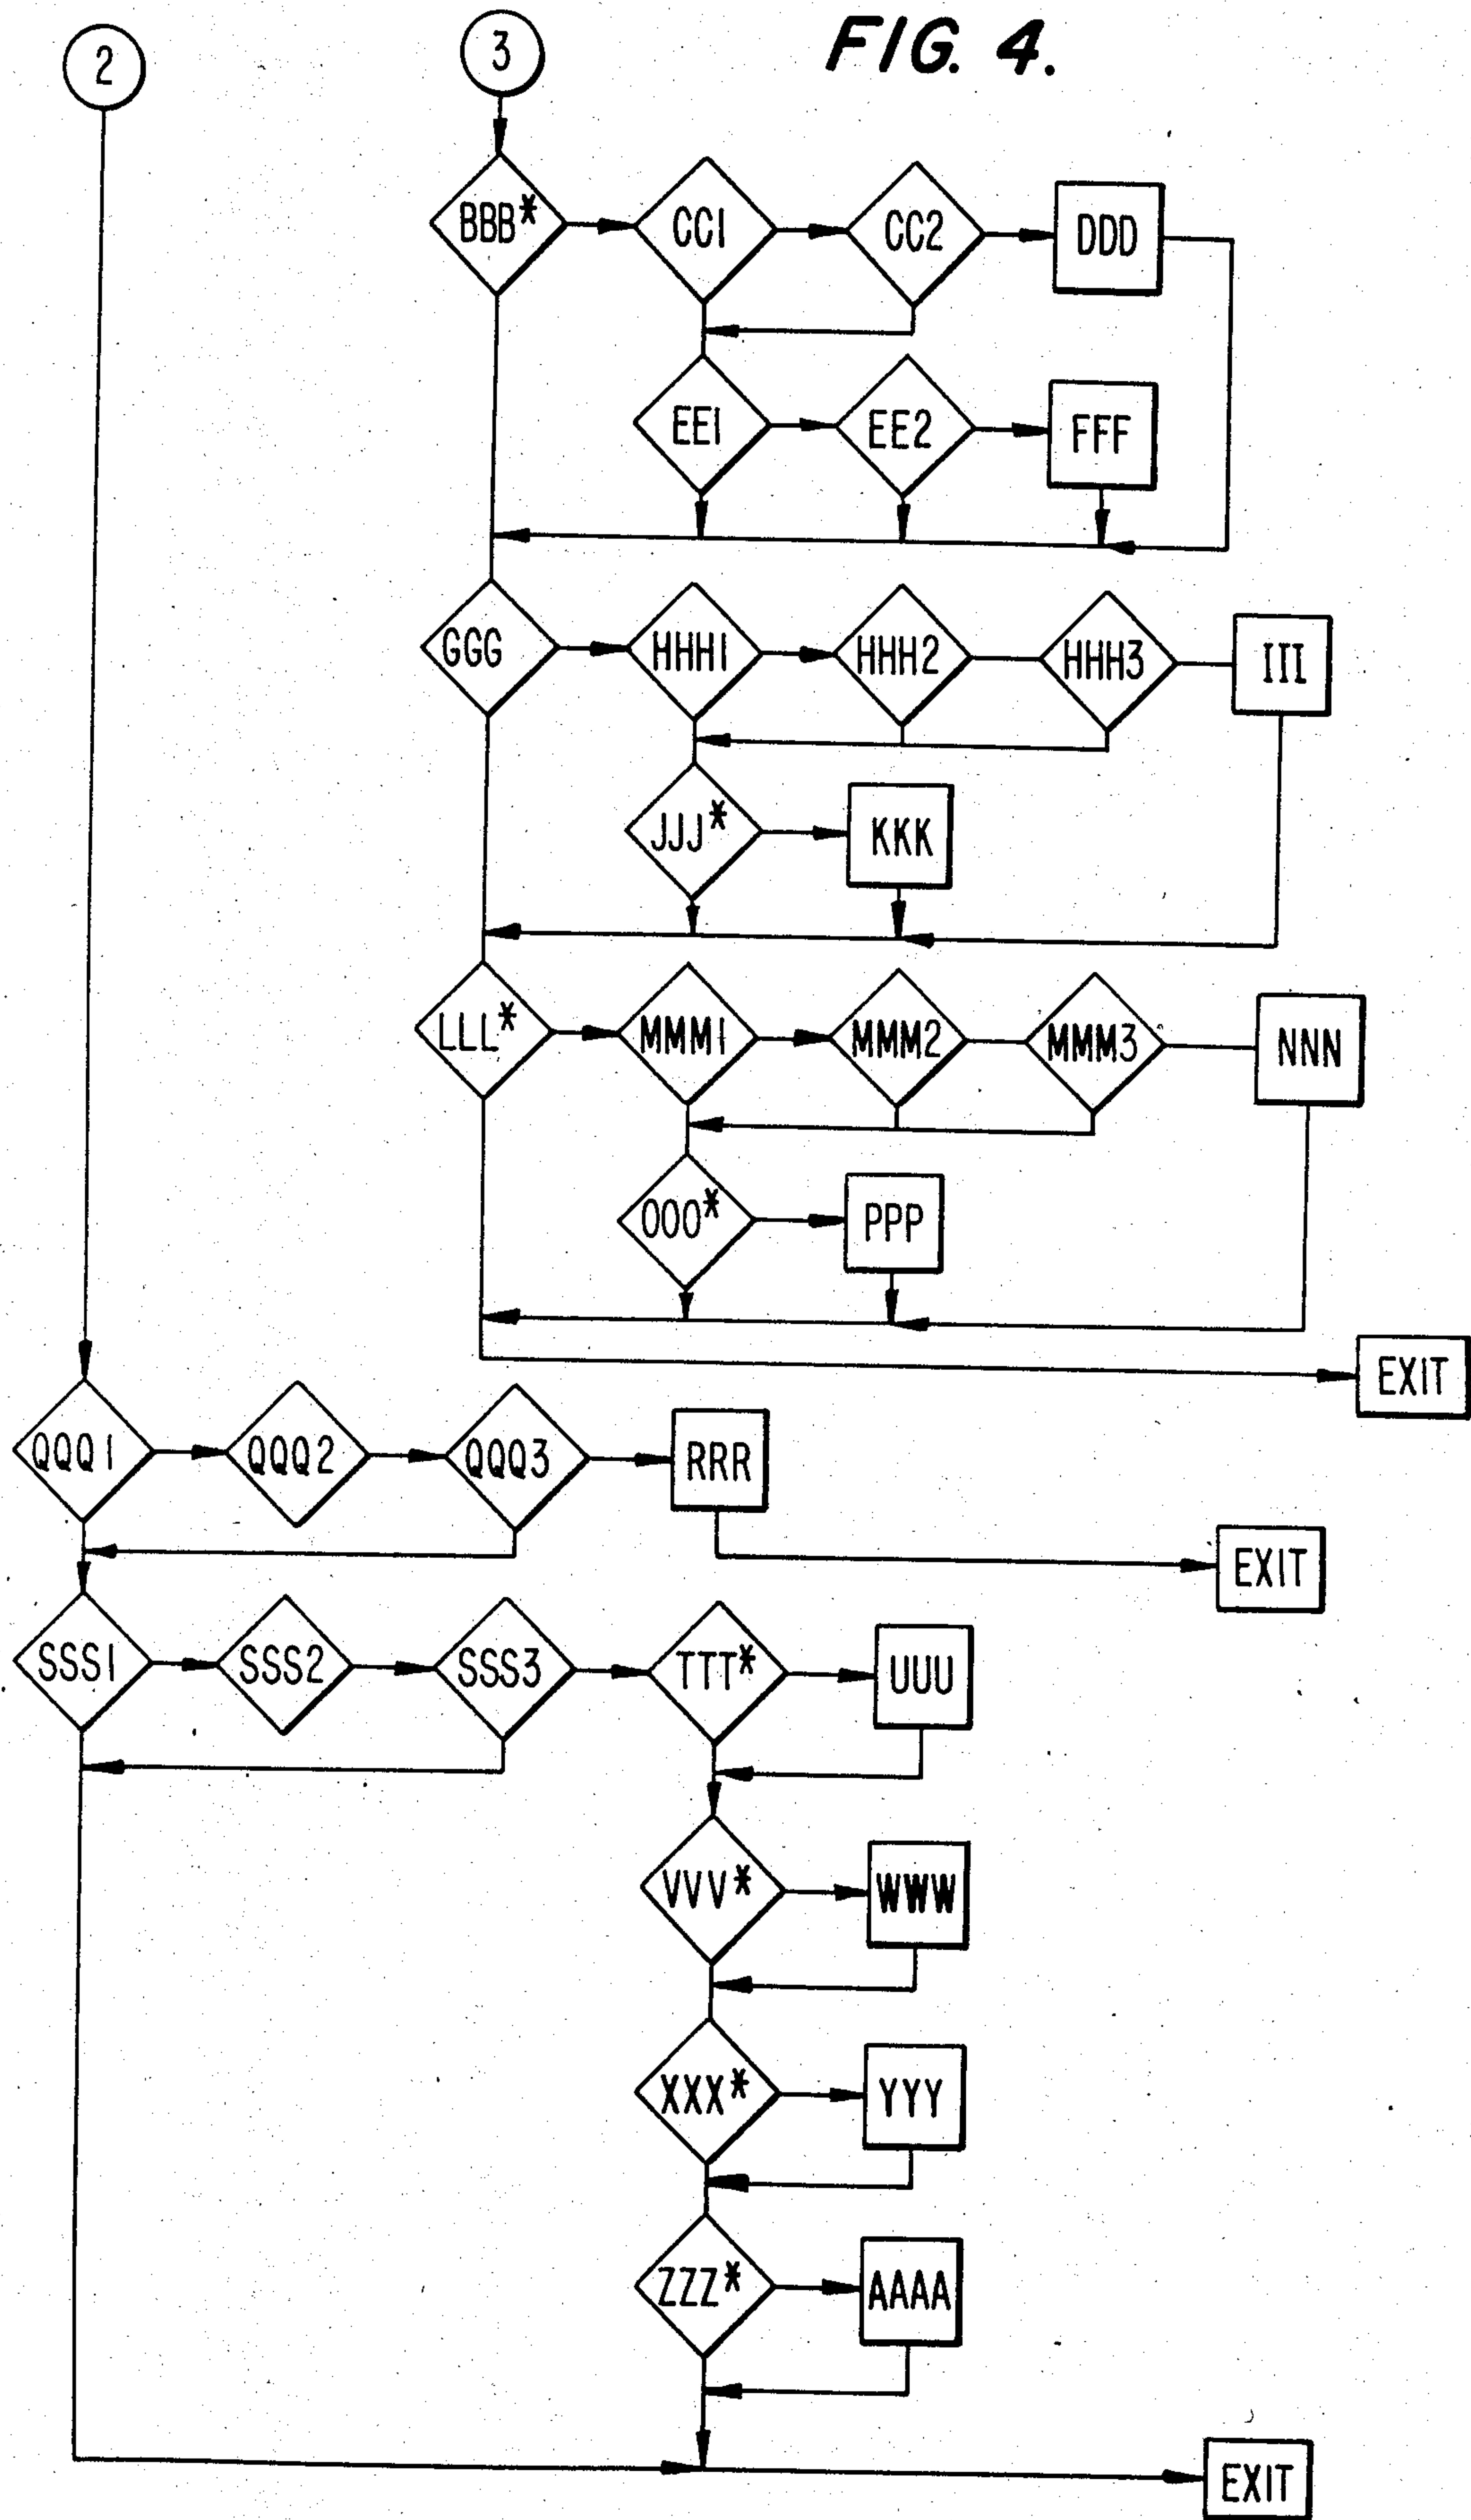 FIG. 4.
2
3
BBB*
CC1
CC2
DDD
EE1
EE2
FFF
GGG
HHH1
HHH2
HHH3
III
JJJ*
KKK
LLL*
MMM1
MMM2
MMM3
NNN
OOO*
PPP
EXIT
QQQ1
QQQ2
QQQ3
RRR
EXIT
SSS1
SSS2
SSS3
TTT*
UUU
VVV*
WWW
XXX*
YYY
ZZZ*
AAAA
EXIT